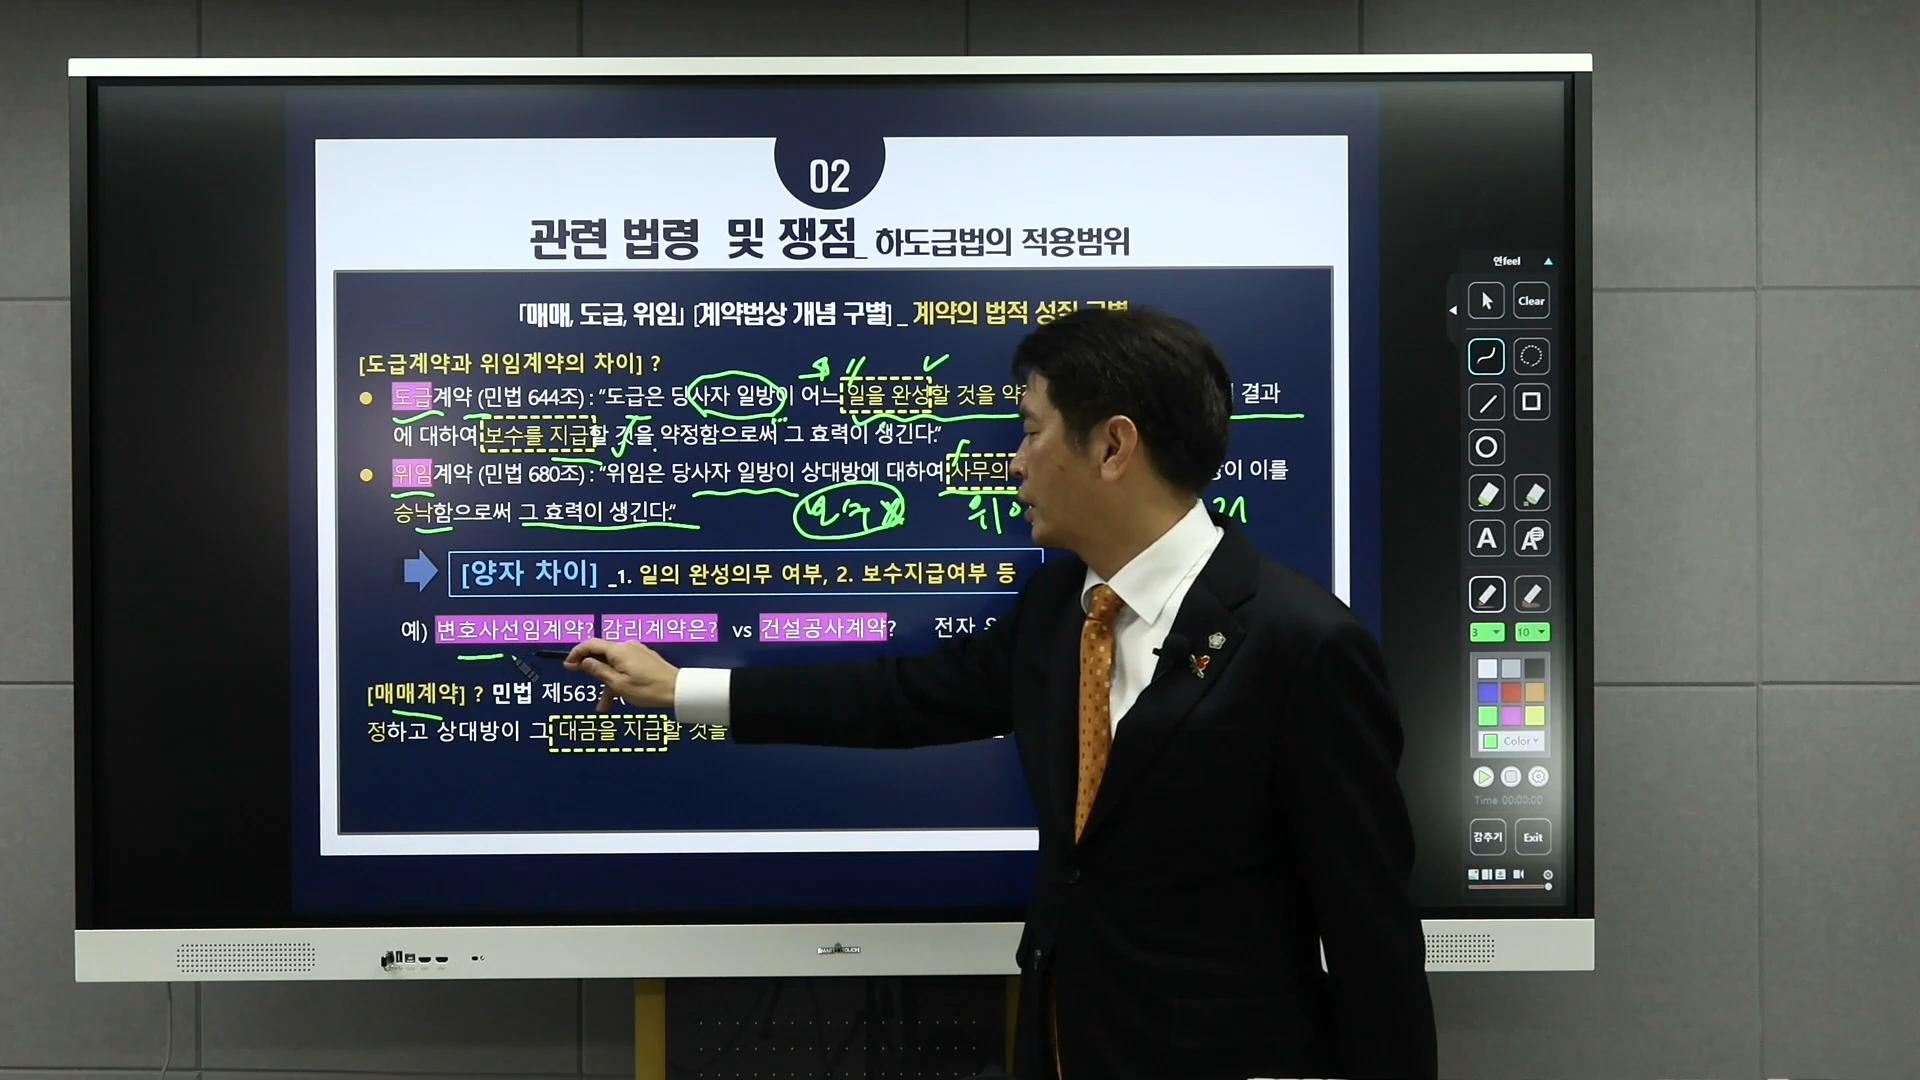 02
관련 법령 및 쟁점_ 하도급법의 적용범위
「매매, 도급, 위임」 [계약법상 개념 구별] _ 계약의 법적 성질 구별
[도급계약과 위임계약의 차이] ?
도급계약 (민법 644조) : “도급은 당사자 일방이 어느 일을 완성할 것을 약 결과
에 대하여 보수를 지급할 것을 약정함으로써 그 효력이 생긴다.”
위임계약 (민법 680조) : “위임은 당사자 일방이 상대방에 대하여 사무의 이 이를
승낙함으로써 그 효력이 생긴다.”
[양자 차이] _1. 일의 완성의무 여부, 2. 보수지급여부 등
예) 변호사선임계약? 감리계약은? vs 건설공사계약? 전자
[매매계약] ? 민법 제563
정하고 상대방이 그 대금을 지급할 것을
연feel
Clear
A
3
10
Color
Time 00:00:00
감추기
Exit